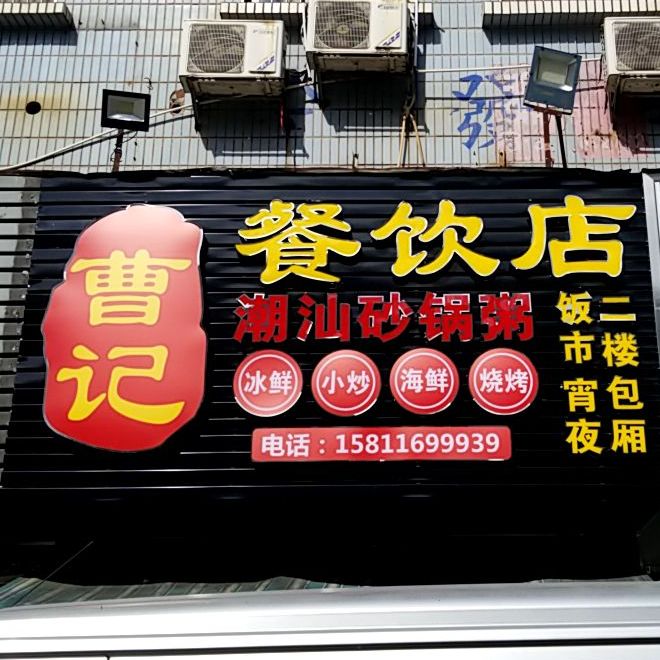 曹记
餐饮店
潮汕砂锅粥
冰鲜 小炒 海鲜 烧烤
电话：15811699939
二楼包厢
饭市 宵夜
發